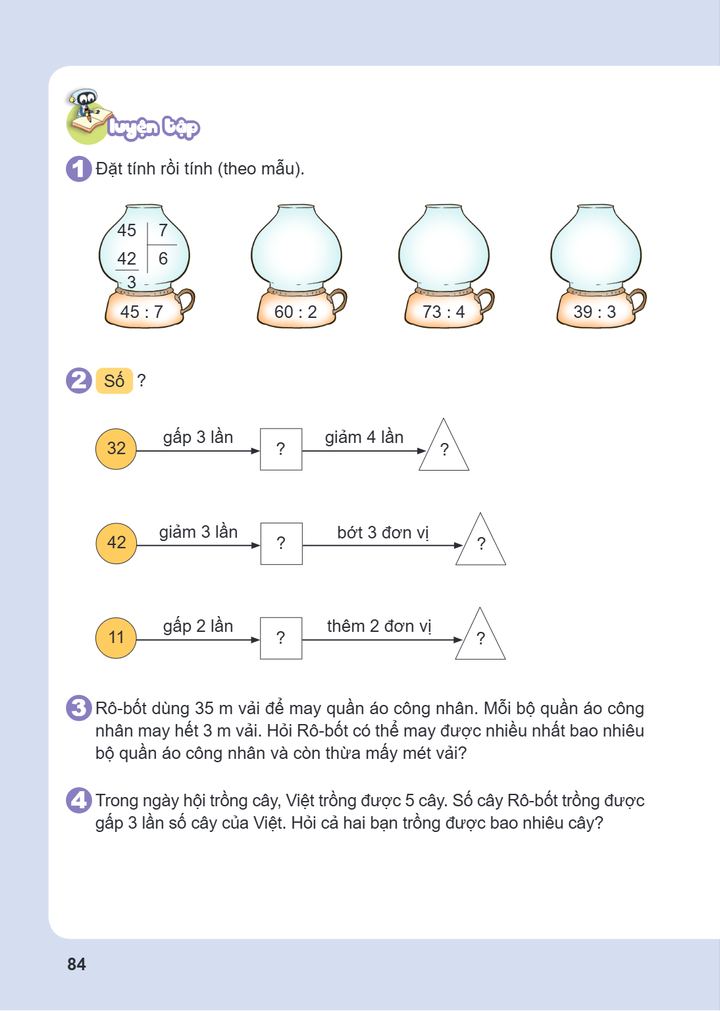 luyện tập
1 Đặt tính rồi tính (theo mẫu).
45 7
42 6
3
45 : 7 60 : 2 73 : 4 39 : 3
2 Số ?
32 gấp 3 lần ? giảm 4 lần ?
42 giảm 3 lần ? bớt 3 đơn vị ?
11 gấp 2 lần ? thêm 2 đơn vị ?
3 Rô-bốt dùng 35 m vải để may quần áo công nhân. Mỗi bộ quần áo công
nhân may hết 3 m vải. Hỏi Rô-bốt có thể may được nhiều nhất bao nhiêu
bộ quần áo công nhân và còn thừa mấy mét vải?
4 Trong ngày hội trồng cây, Việt trồng được 5 cây. Số cây Rô-bốt trồng được
gấp 3 lần số cây của Việt. Hỏi cả hai bạn trồng được bao nhiêu cây?
84